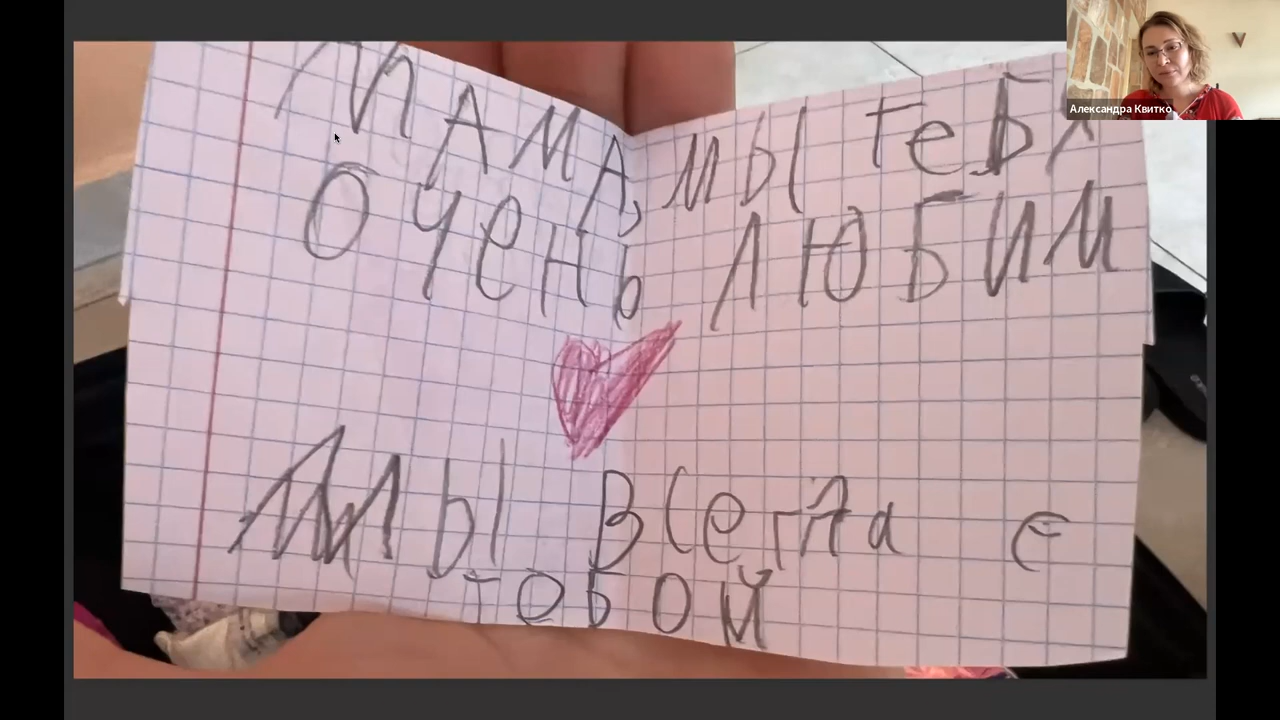 Александра Квитко
МАМА, МЫ ТеБЯ
ОЧеНЬ ЛЮБИМ
МЫ ВСегда с
тобой